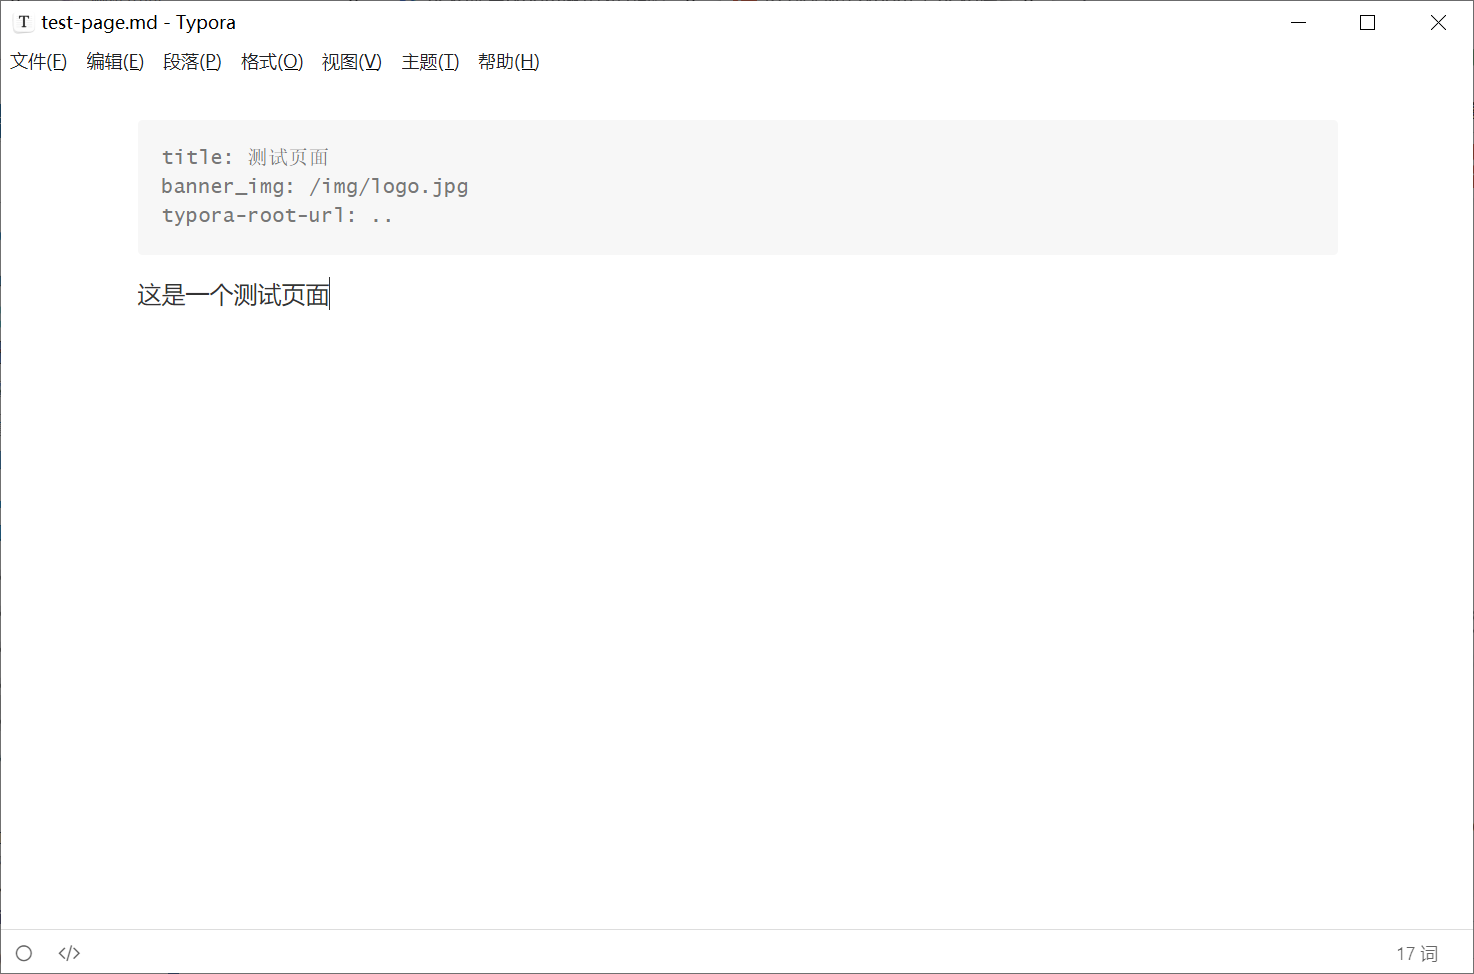 test-page.md - Typora
文件(F) 编辑(E) 段落(P) 格式(O) 视图(V) 主题(T) 帮助(H)
title: 测试页面
banner_img: /img/logo.jpg
typora-root-url: ..
这是一个测试页面
</> 17 词